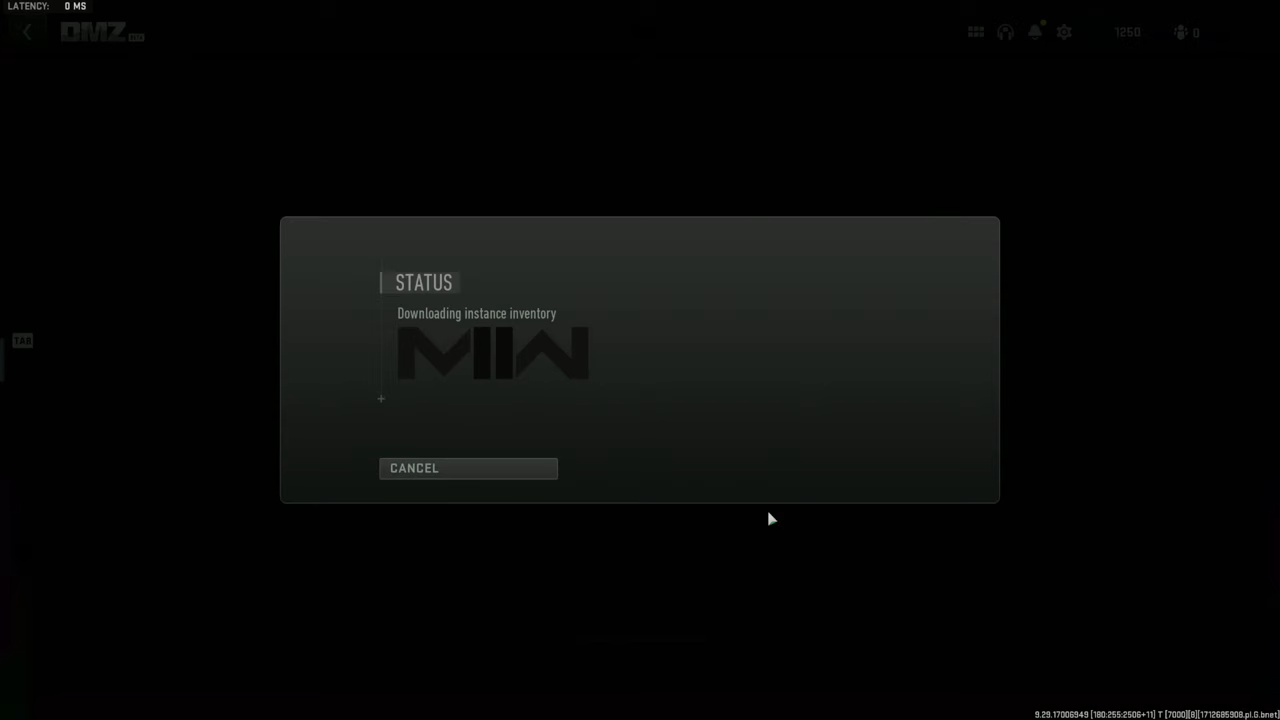 LATENCY: 0 MS
DMZ
1250
0
STATUS
Downloading instance inventory
MW
TAB
CANCEL
9.29.17006949 [180:255:2506+11] T [7000][8][1712685908.pl.G.bnet]